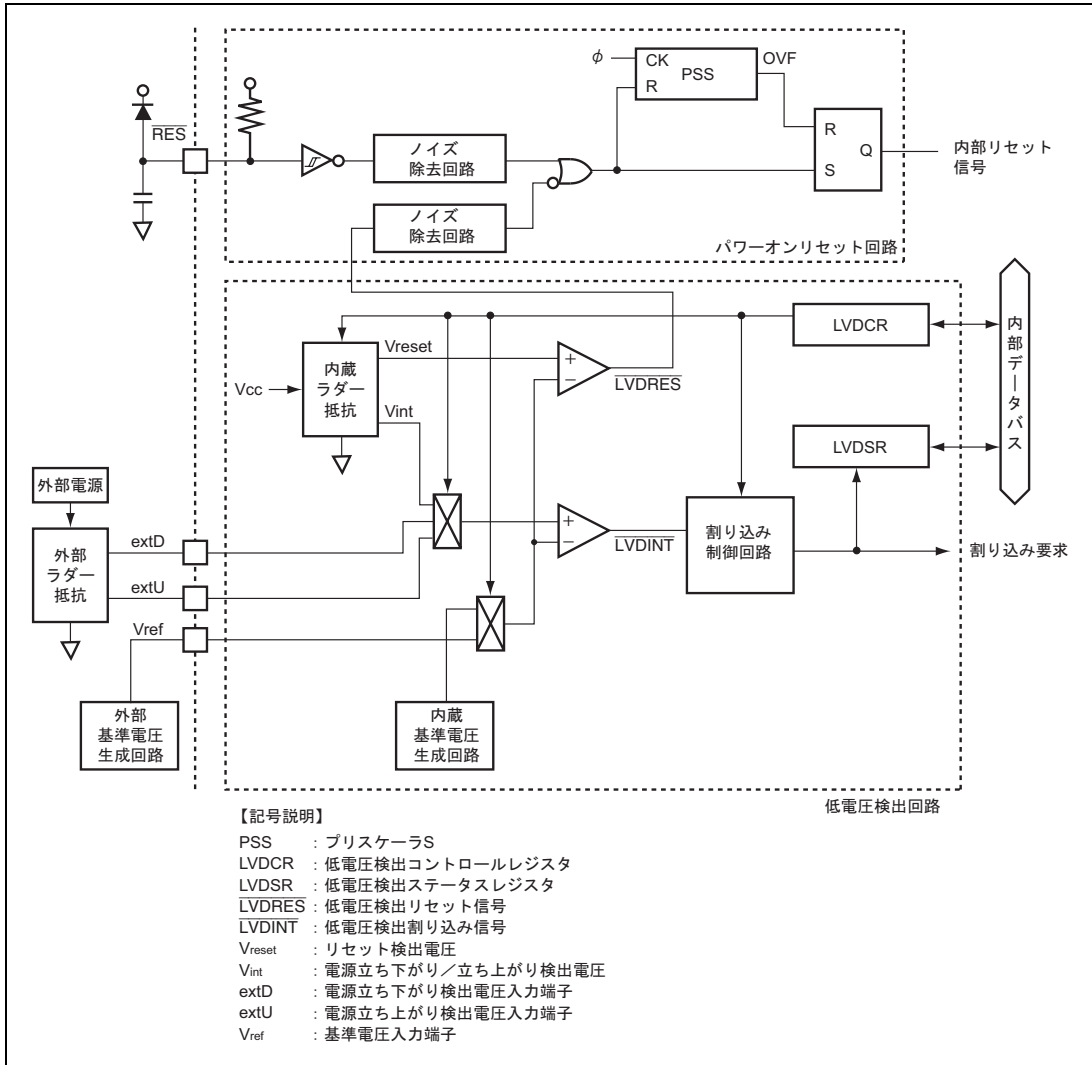 φ
CK
PSS
R
OVF
RES
ノイズ
除去回路
R
S
Q
内部リセット
信号
ノイズ
除去回路
パワーオンリセット回路
LVDCR
内部データバス
Vreset
内蔵
ラダー
抵抗
Vcc
Vint
+
−
LVDRES
LVDSR
外部電源
外部
ラダー
抵抗
extD
extU
Vref
+
−
LVDINT
割り込み
制御回路
割り込み要求
外部
基準電圧
生成回路
内蔵
基準電圧
生成回路
低電圧検出回路
【記号説明】
PSS : プリスケーラS
LVDCR : 低電圧検出コントロールレジスタ
LVDSR : 低電圧検出ステータスレジスタ
LVDRES : 低電圧検出リセット信号
LVDINT : 低電圧検出割り込み信号
Vreset : リセット検出電圧
Vint : 電源立ち下がり／立ち上がり検出電圧
extD : 電源立ち下がり検出電圧入力端子
extU : 電源立ち上がり検出電圧入力端子
Vref : 基準電圧入力端子